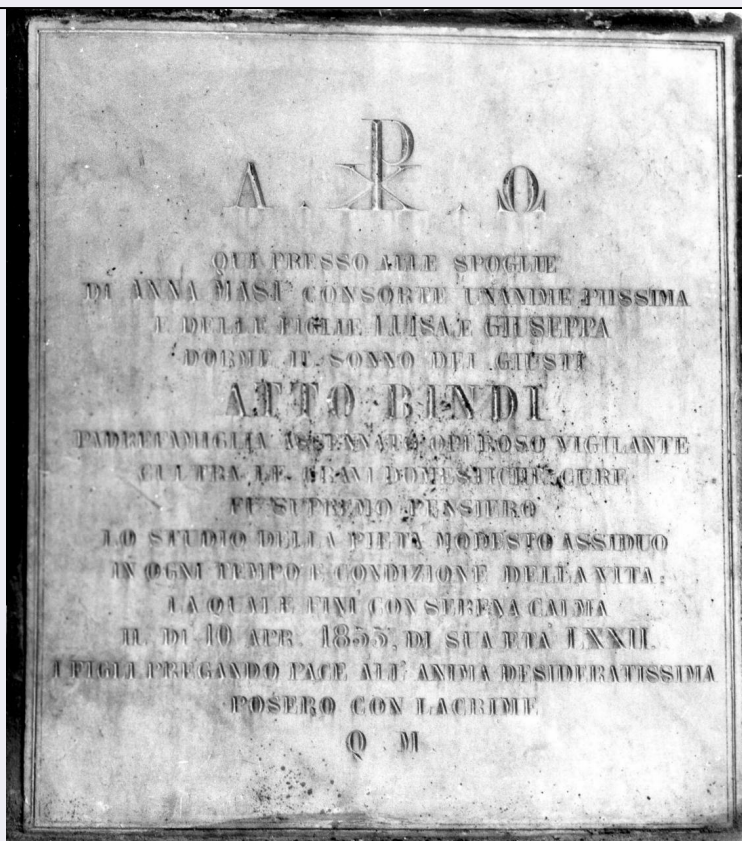 A . ☧ . Ω
QUI PRESSO ALLE SPOGLIE
DI ANNA MASI CONSORTE UNANIME PIISSIMA
E DELLE FIGLIE LUISA E GIUSEPPA
DORME IL SONNO DEI GIUSTI
ATTO BINDI
PADREFAMIGLIA ASSENNATO OPEROSO VIGILANTE
CUI TRA LE GRAVI DOMESTICHE CURE
FU SUPREMO PENSIERO
LO STUDIO DELLA PIETÀ MODESTO ASSIDUO
IN OGNI TEMPO E CONDIZIONE DELLA VITA:
LA QUALE FINÌ CON SERENA CALMA
IL DÌ 10 APR. 1855, DI SUA ETÀ LXXII.
I FIGLI PREGANDO PACE ALL' ANIMA DESIDERATISSIMA
POSERO CON LACRIME
Q . M